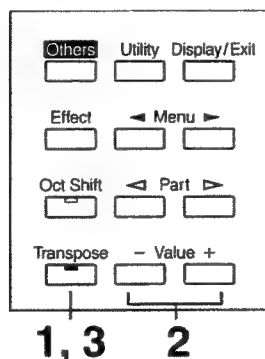 Others Utility Display/Exit
Effect ◄ Menu ►
Oct Shift ◁ Part ▷
Transpose − Value +
1, 3 2